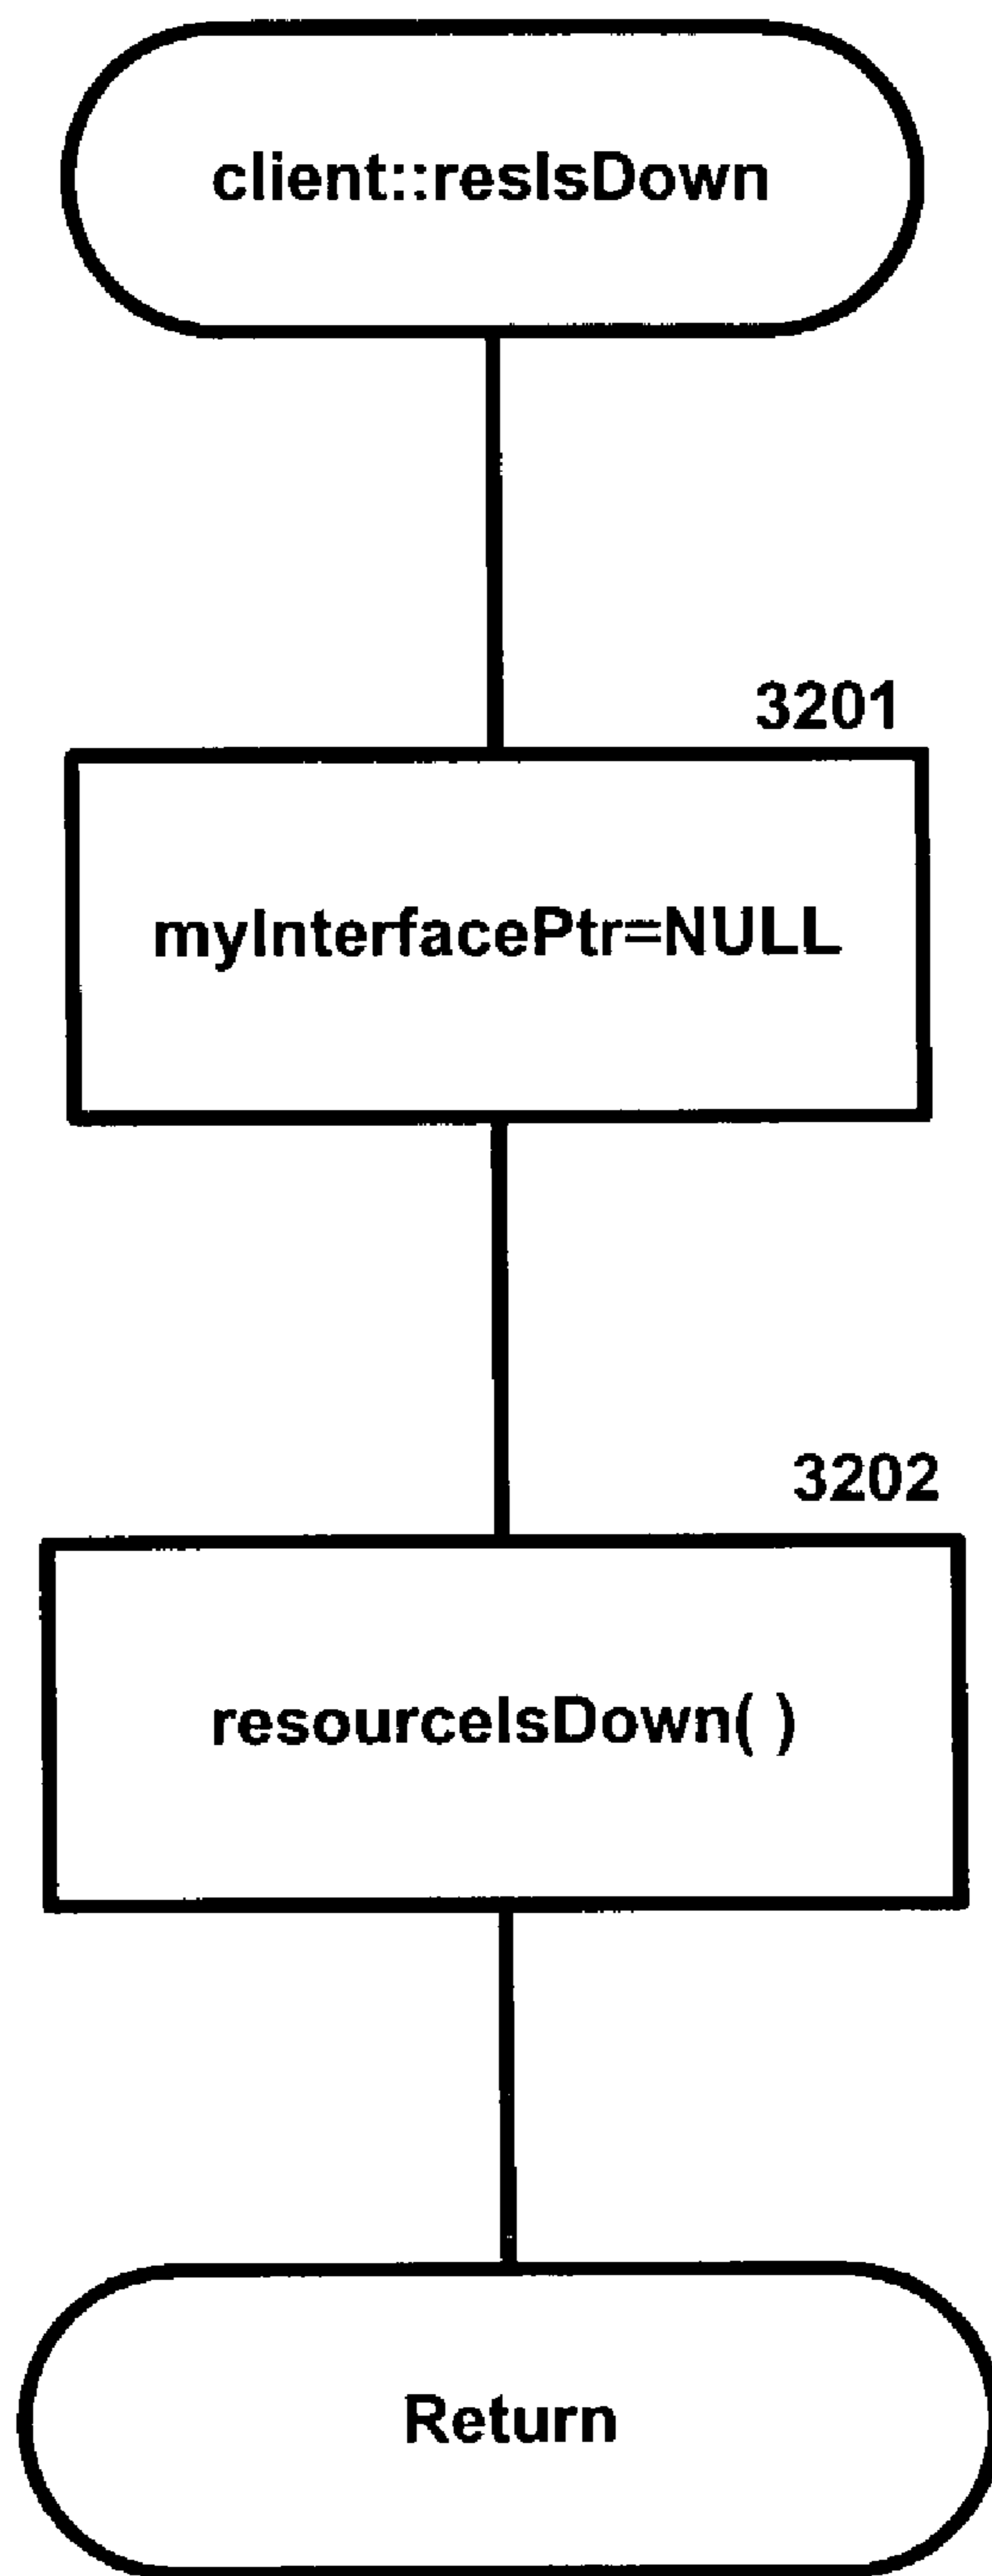 client::resIsDown
3201
myInterfacePtr=NULL
3202
resourceIsDown( )
Return